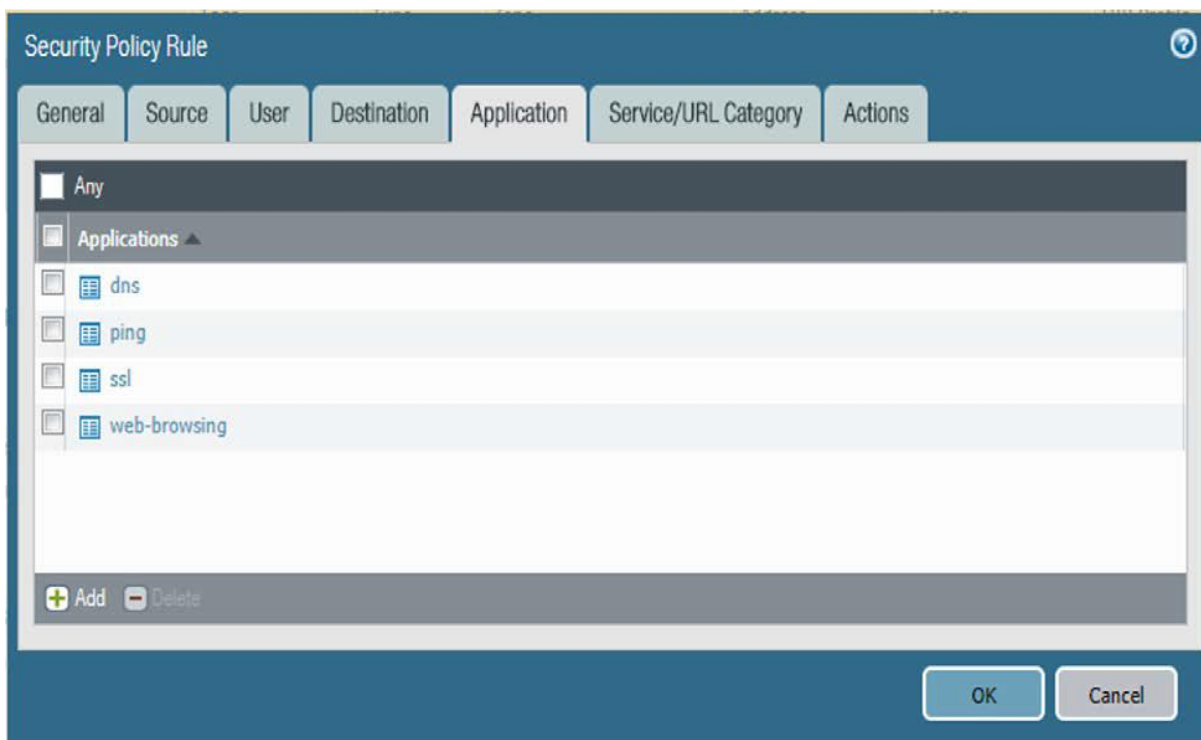 Security Policy Rule
General Source User Destination Application Service/URL Category Actions
Any
Applications
dns
ping
ssl
web-browsing
Add Delete
OK Cancel